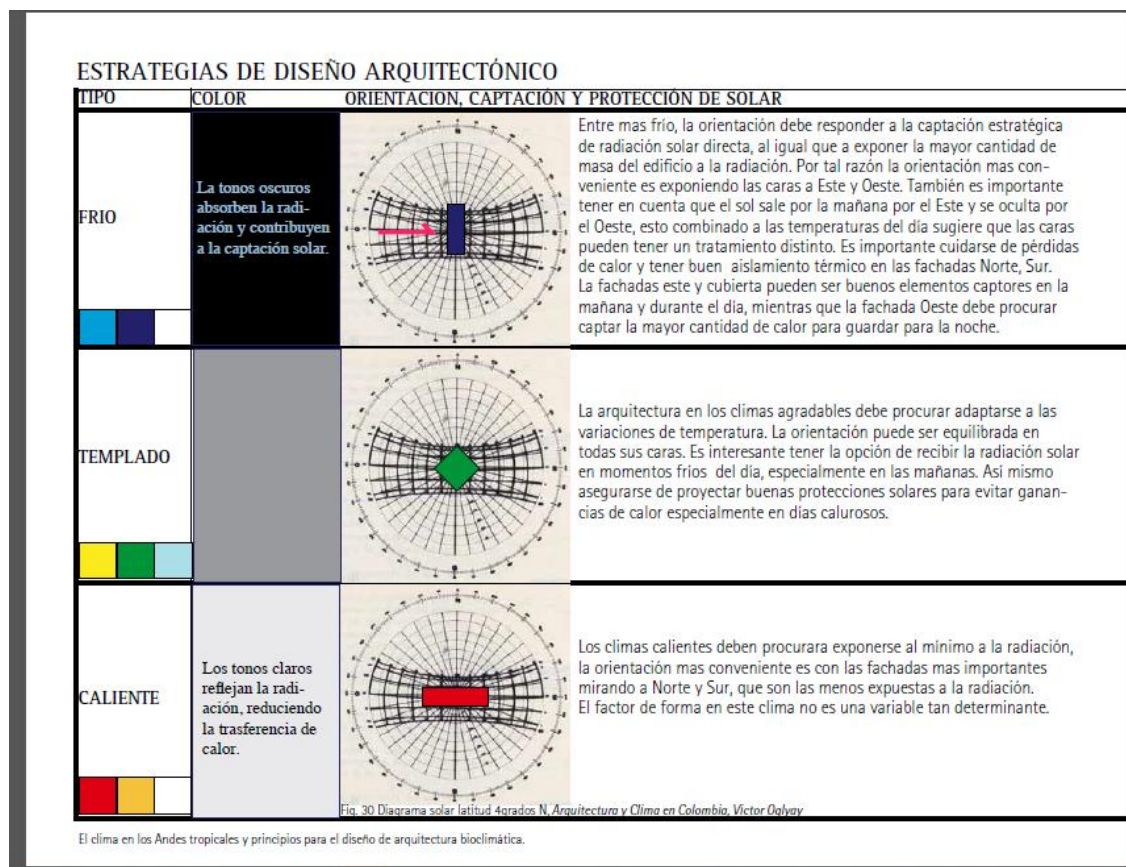 ESTRATEGIAS DE DISEÑO ARQUITECTÓNICO
TIPO COLOR ORIENTACION, CAPTACIÓN Y PROTECCIÓN DE SOLAR
FRIO
La tonos oscuros
absorben la radi-
ación y contribuyen
a la captación solar.
Entre mas frío, la orientación debe responder a la captación estratégica
de radiación solar directa, al igual que a exponer la mayor cantidad de
masa del edificio a la radiación. Por tal razón la orientación mas con-
veniente es exponiendo las caras a Este y Oeste. También es importante
tener en cuenta que el sol sale por la mañana por el Este y se oculta por
el Oeste, esto combinado a las temperaturas del día sugiere que las caras
pueden tener un tratamiento distinto. Es importante cuidarse de pérdidas
de calor y tener buen aislamiento térmico en las fachadas Norte, Sur.
La fachadas este y cubierta pueden ser buenos elementos captores en la
mañana y durante el día, mientras que la fachada Oeste debe procurar
captar la mayor cantidad de calor para guardar para la noche.
TEMPLADO
La arquitectura en los climas agradables debe procurar adaptarse a las
variaciones de temperatura. La orientación puede ser equilibrada en
todas sus caras. Es interesante tener la opción de recibir la radiación solar
en momentos fríos del día, especialmente en las mañanas. Así mismo
asegurarse de proyectar buenas protecciones solares para evitar ganan-
cias de calor especialmente en días calurosos.
CALIENTE
Los tonos claros
reflejan la radi-
ación, reduciendo
la trasferencia de
calor.
Los climas calientes deben procurara exponerse al mínimo a la radiación,
la orientación mas conveniente es con las fachadas mas importantes
mirando a Norte y Sur, que son las menos expuestas a la radiación.
El factor de forma en este clima no es una variable tan determinante.
Fig. 30 Diagrama solar latitud 4grados N, Arquitectura y Clima en Colombia, Victor Oglyay
El clima en los Andes tropicales y principios para el diseño de arquitectura bioclimática.